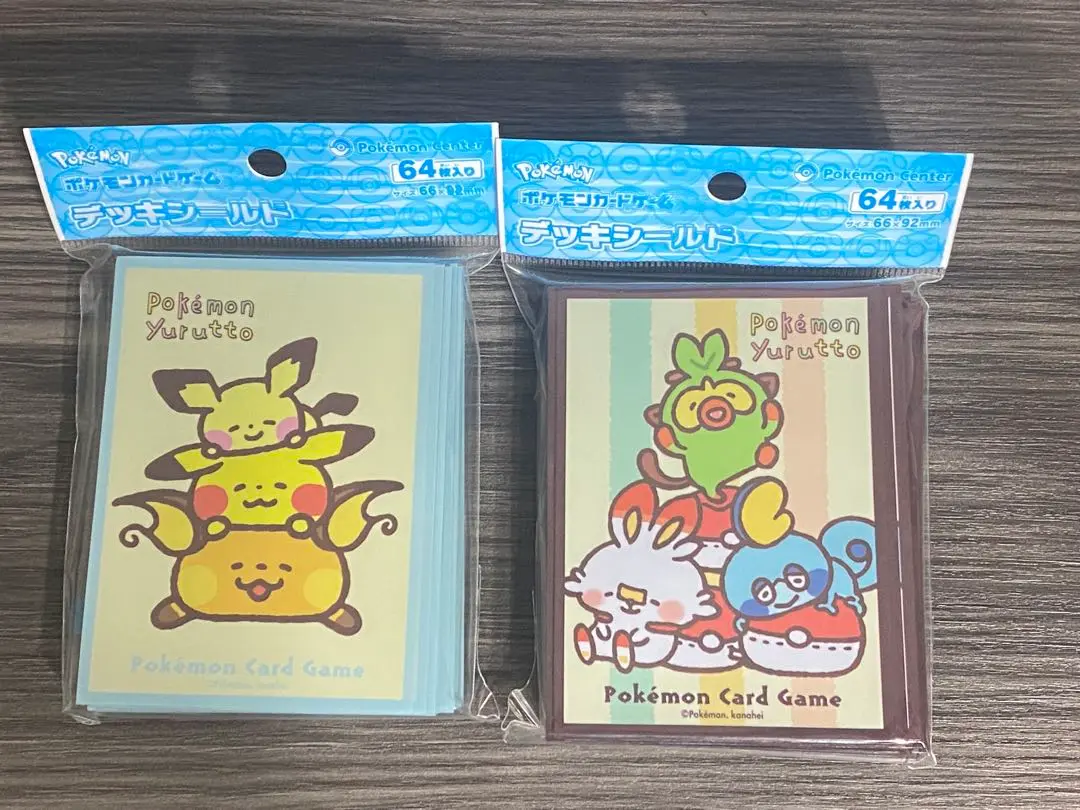 Pokémon
Pokémon Center
ポケモンカードゲーム
64枚入り
サイズ 66×92mm
デッキシールド
Pokémon
Yurutto
Pokémon Card Game
©Pokémon, kanahei
Pokémon
Pokémon Center
ポケモンカードゲーム
64枚入り
サイズ 66×92mm
デッキシールド
Pokémon
Yurutto
Pokémon Card Game
©Pokémon, kanahei